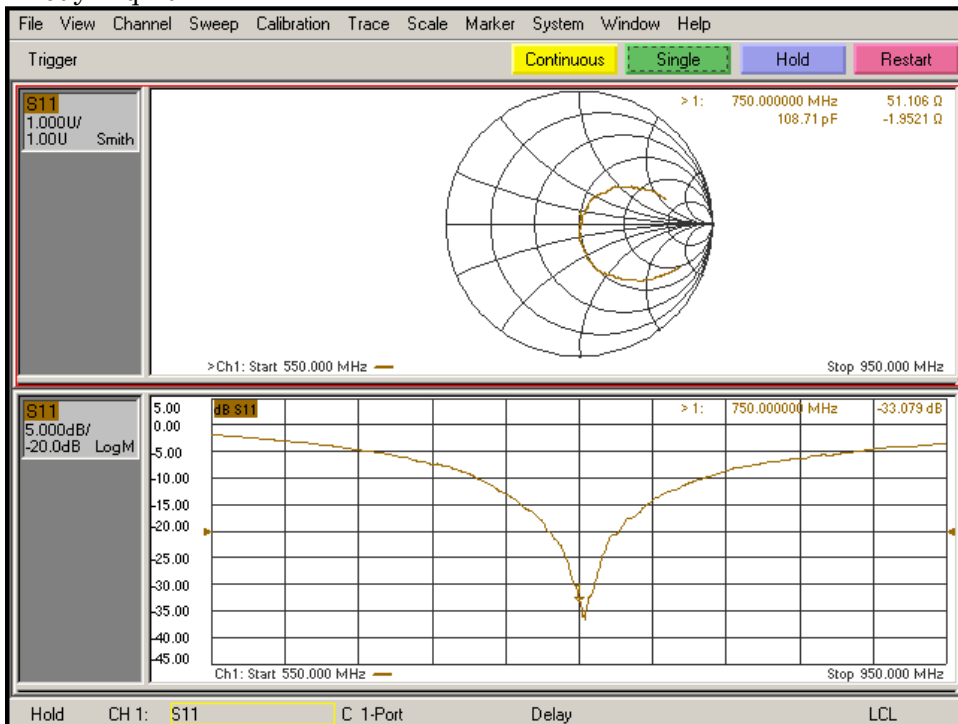 File View Channel Sweep Calibration Trace Scale Marker System Window Help
Trigger Continuous Single Hold Restart
S11
1.000U/
1.00U Smith
> 1: 750.000000 MHz 51.106 Ω
108.71 pF -1.9521 Ω
>Ch1: Start 550.000 MHz Stop 950.000 MHz
S11
5.000dB/
-20.0dB LogM
dB S11
> 1: 750.000000 MHz -33.079 dB
5.00
0.00
-5.00
-10.00
-15.00
-20.00
-25.00
-30.00
-35.00
-40.00
-45.00
Ch1: Start 550.000 MHz Stop 950.000 MHz
Hold CH 1: S11 C 1-Port Delay LCL